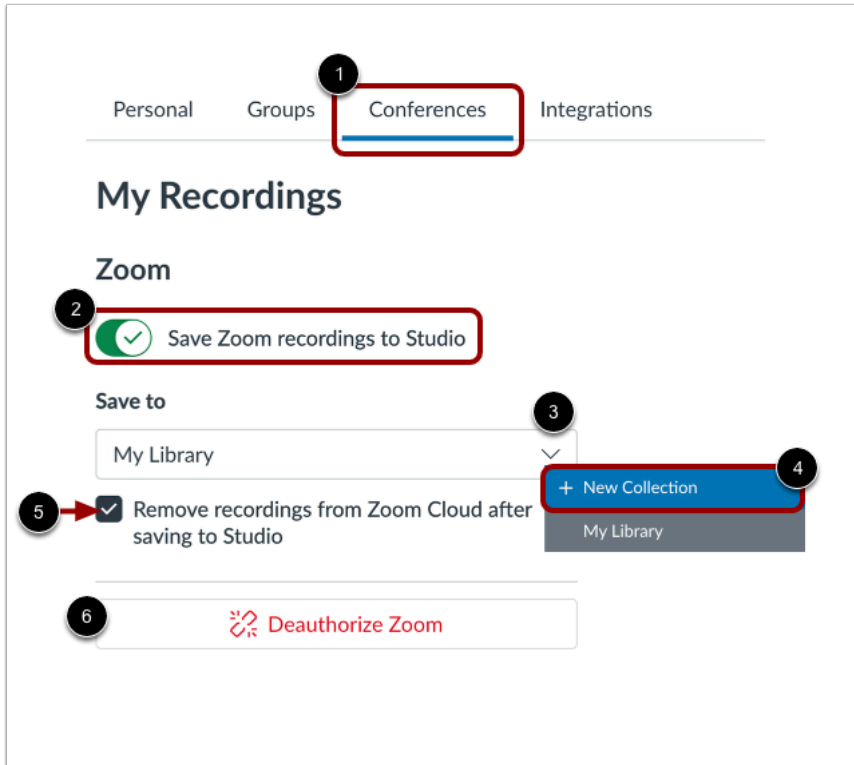 1
Personal Groups Conferences Integrations
My Recordings
Zoom
2
Save Zoom recordings to Studio
Save to
3
My Library
4
+ New Collection
My Library
5
Remove recordings from Zoom Cloud after
saving to Studio
6
Deauthorize Zoom